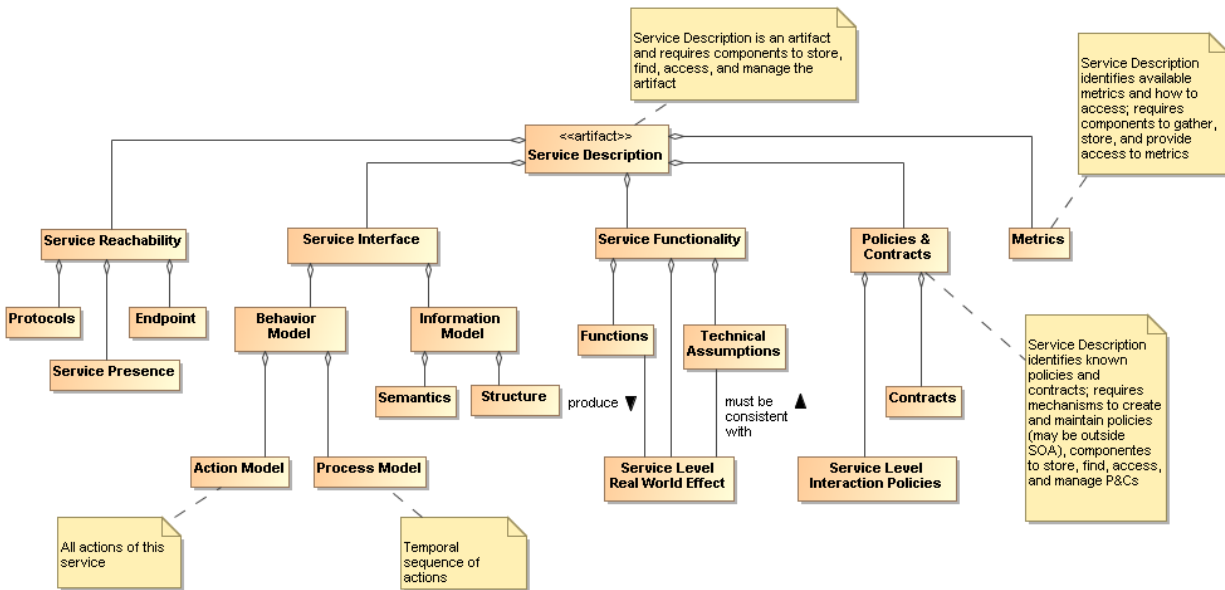 Service Description is an artifact
and requires components to store,
find, access, and manage the
artifact
Service Description
identifies available
metrics and how to
access; requires
components to gather,
store, and provide
access to metrics
<<artifact>>
Service Description
Service Reachability
Service Interface
Service Functionality
Policies &
Contracts
Metrics
Protocols
Endpoint
Service Presence
Behavior
Model
Information
Model
Functions
Technical
Assumptions
Semantics
Structure
Contracts
produce
must be
consistent
with
Service Description
identifies known
policies and
contracts; requires
mechanisms to create
and maintain policies
(may be outside
SOA), componentes
to store, find, access,
and manage P&Cs
Action Model
Process Model
Service Level
Real World Effect
Service Level
Interaction Policies
All actions of this
service
Temporal
sequence of
actions